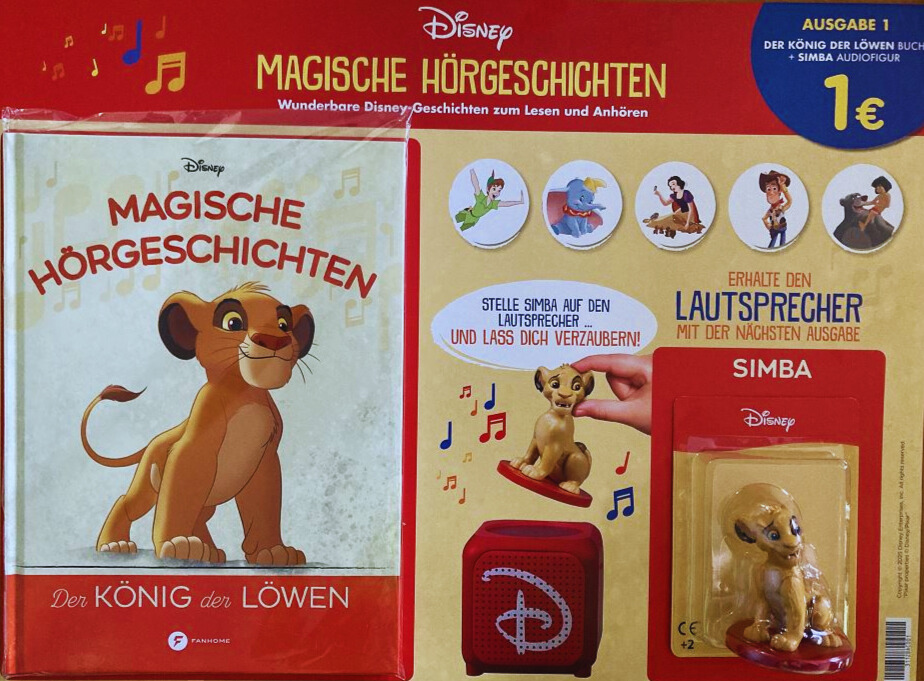 Disney
MAGISCHE HÖRGESCHICHTEN
Wunderbare Disney-Geschichten zum Lesen und Anhören
AUSGABE 1
DER KÖNIG DER LÖWEN BUCH
+ SIMBA AUDIOFIGUR
1€
Disney
MAGISCHE
HÖRGESCHICHTEN
Der KÖNIG der LÖWEN
F
FANHOME
STELLE SIMBA AUF DEN
LAUTSPRECHER ...
UND LASS DICH VERZAUBERN!
ERHALTE DEN
LAUTSPRECHER
MIT DER NÄCHSTEN AUSGABE
D
SIMBA
Disney
CE
+2